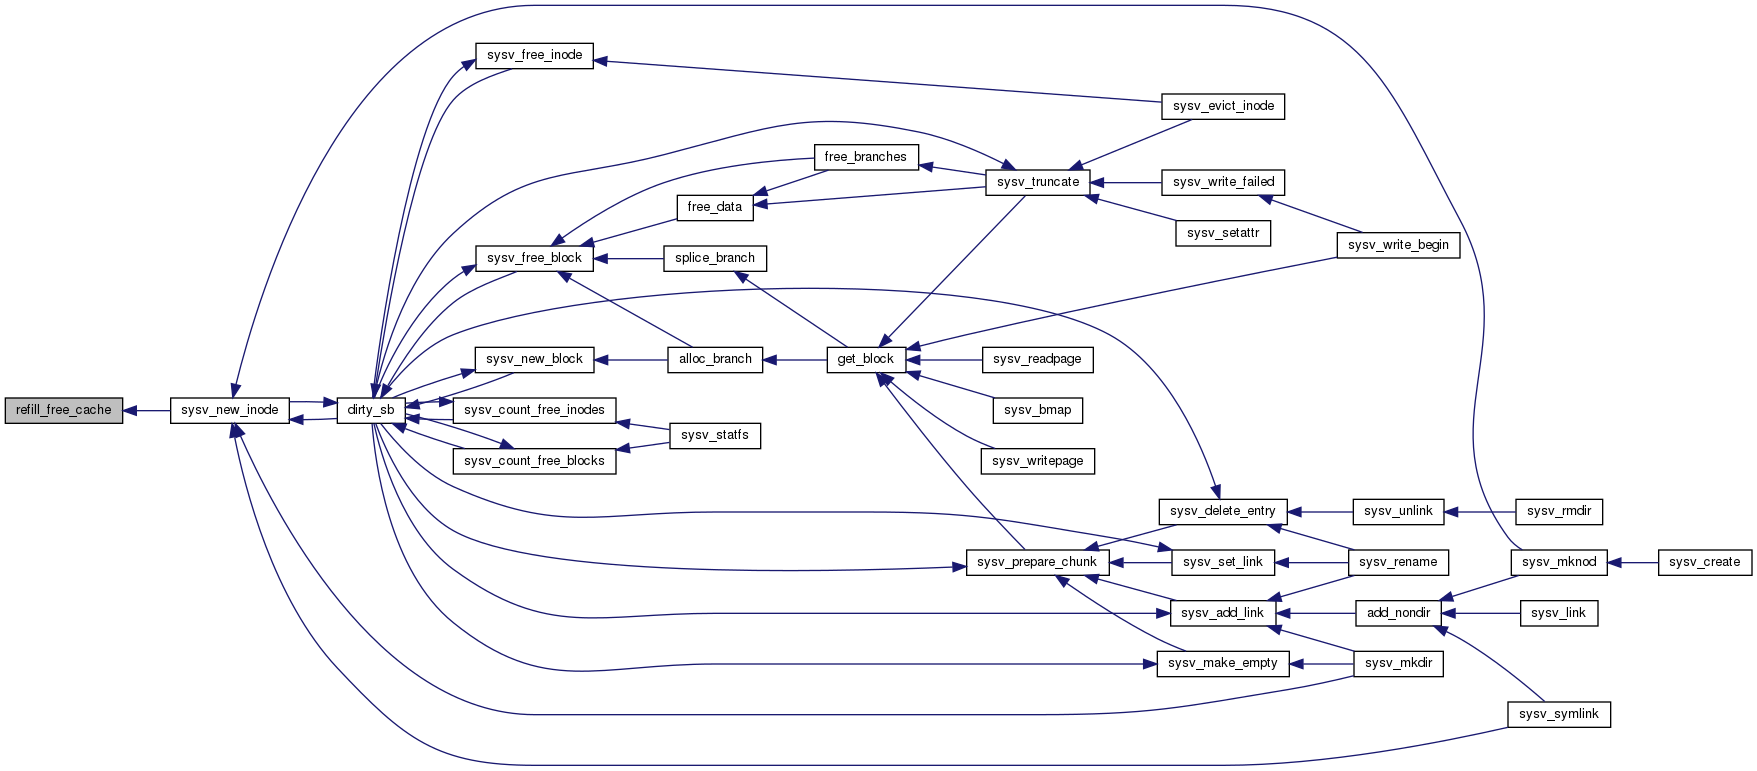 sysv_free_inode
sysv_evict_inode
free_branches
sysv_truncate
sysv_write_failed
free_data
sysv_setattr
sysv_write_begin
sysv_free_block
splice_branch
sysv_new_block
alloc_branch
get_block
sysv_readpage
refill_free_cache
sysv_new_inode
dirty_sb
sysv_count_free_inodes
sysv_bmap
sysv_statfs
sysv_count_free_blocks
sysv_writepage
sysv_delete_entry
sysv_unlink
sysv_rmdir
sysv_prepare_chunk
sysv_set_link
sysv_rename
sysv_mknod
sysv_create
sysv_add_link
add_nondir
sysv_link
sysv_make_empty
sysv_mkdir
sysv_symlink